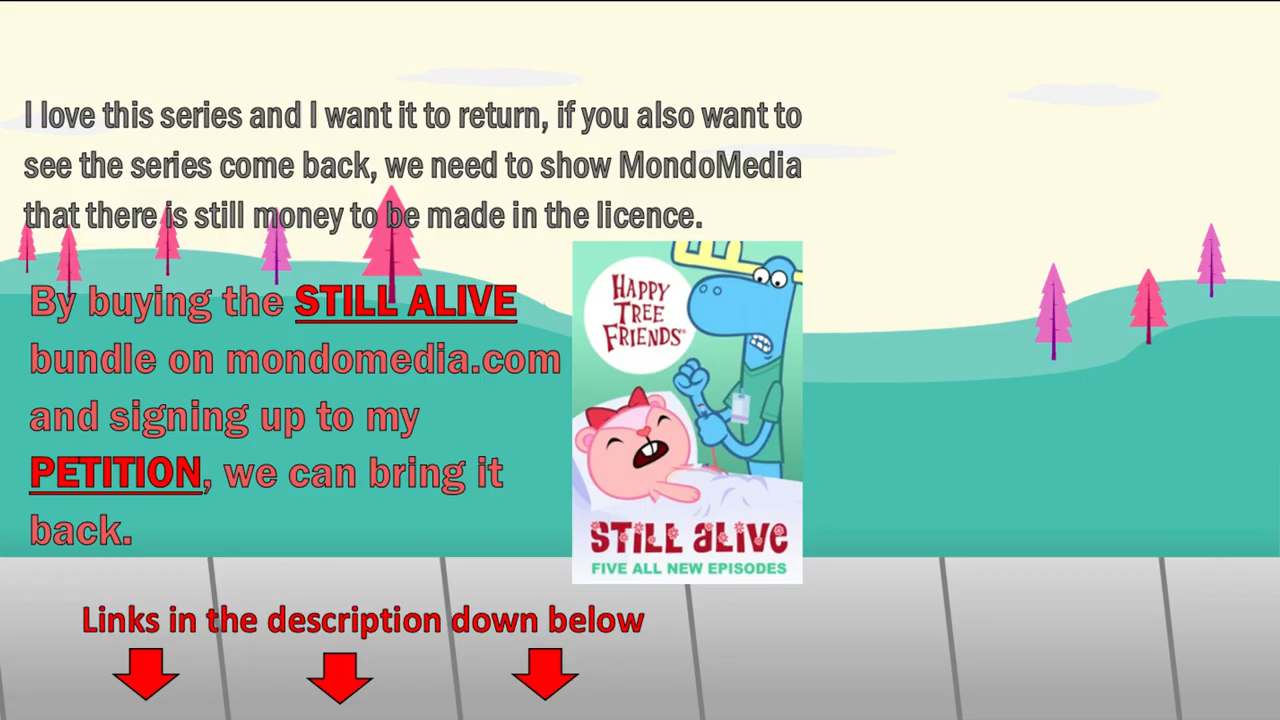 I love this series and I want it to return, if you also want to
see the series come back, we need to show MondoMedia
that there is still money to be made in the licence.
By buying the STILL ALIVE
bundle on mondomedia.com
and signing up to my
PETITION, we can bring it
back.
HAPPY
TREE
FRIENDS®
STILL ALIVE
FIVE ALL NEW EPISODES
Links in the description down below